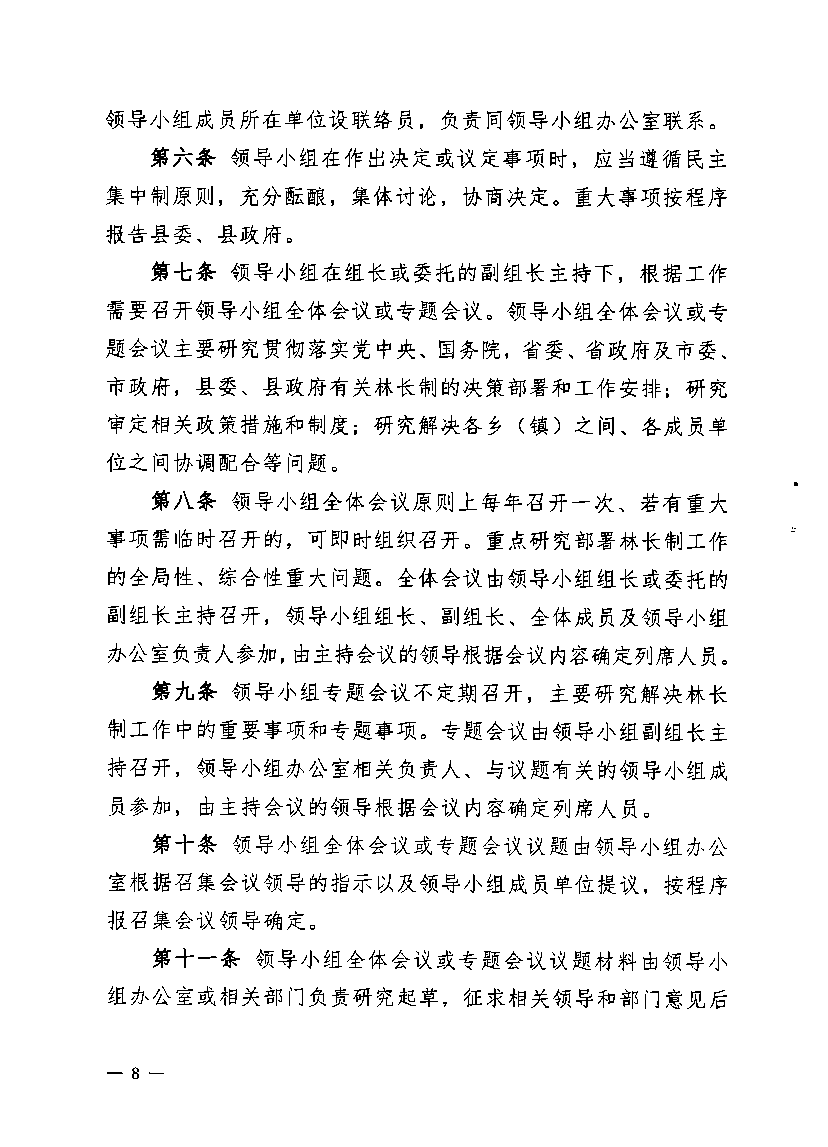 领导小组成员所在单位设联络员，负责同领导小组办公室联系。
第六条 领导小组在作出决定或议定事项时，应当遵循民主
集中制原则，充分酝酿，集体讨论，协商决定。重大事项按程序
报告县委、县政府。
第七条 领导小组在组长或委托的副组长主持下，根据工作
需要召开领导小组全体会议或专题会议。领导小组全体会议或专
题会议主要研究贯彻落实党中央、国务院，省委、省政府及市委、
市政府，县委、县政府有关林长制的决策部署和工作安排；研究
审定相关政策措施和制度；研究解决各乡（镇）之间、各成员单
位之间协调配合等问题。
第八条 领导小组全体会议原则上每年召开一次、若有重大
事项需临时召开的，可即时组织召开。重点研究部署林长制工作
的全局性、综合性重大问题。全体会议由领导小组组长或委托的
副组长主持召开，领导小组组长、副组长、全体成员及领导小组
办公室负责人参加，由主持会议的领导根据会议内容确定列席人员。
第九条 领导小组专题会议不定期召开，主要研究解决林长
制工作中的重要事项和专题事项。专题会议由领导小组副组长主
持召开，领导小组办公室相关负责人、与议题有关的领导小组成
员参加，由主持会议的领导根据会议内容确定列席人员。
第十条 领导小组全体会议或专题会议议题由领导小组办公
室根据召集会议领导的指示以及领导小组成员单位提议，按程序
报召集会议领导确定。
第十一条 领导小组全体会议或专题会议议题材料由领导小
组办公室或相关部门负责研究起草，征求相关领导和部门意见后
— 8 —